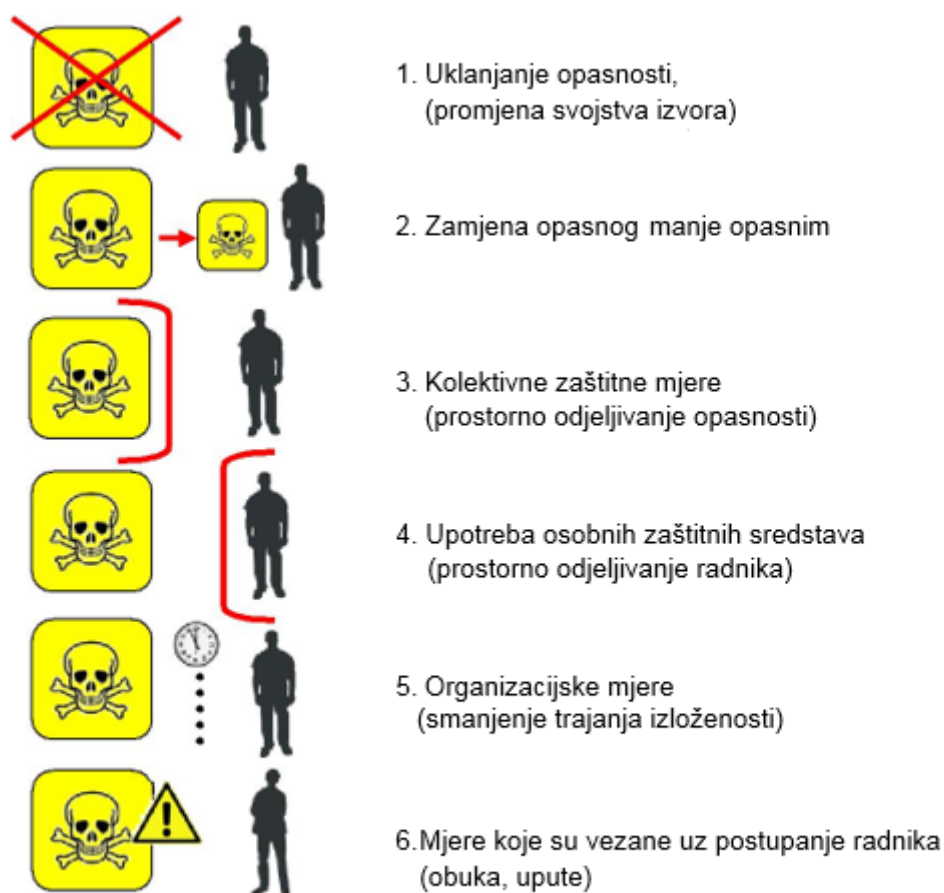 1. Uklanjanje opasnosti,
(promjena svojstva izvora)
2. Zamjena opasnog manje opasnim
3. Kolektivne zaštitne mjere
(prostorno odjeljivanje opasnosti)
4. Upotreba osobnih zaštitnih sredstava
(prostorno odjeljivanje radnika)
5. Organizacijske mjere
(smanjenje trajanja izloženosti)
6.Mjere koje su vezane uz postupanje radnika
(obuka, upute)